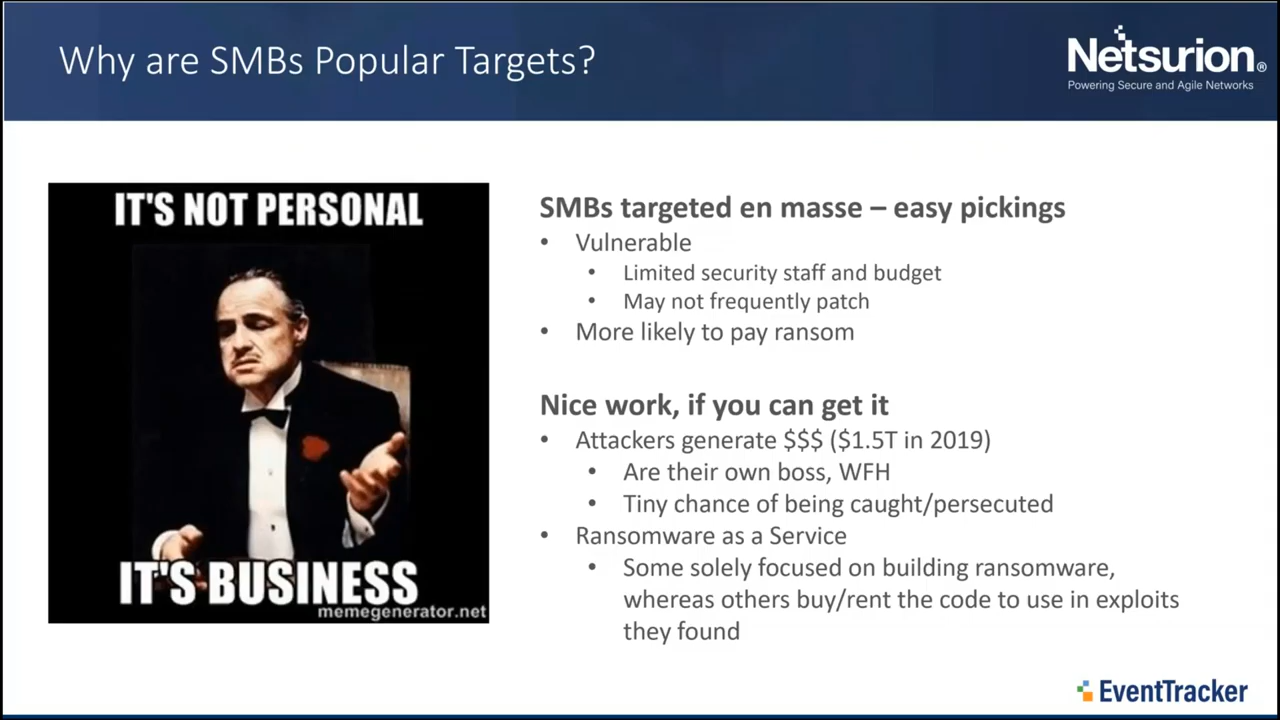 Why are SMBs Popular Targets?
Netsurion®
Powering Secure and Agile Networks
IT'S NOT PERSONAL
IT'S BUSINESS
memegenerator.net
SMBs targeted en masse – easy pickings
• Vulnerable
• Limited security staff and budget
• May not frequently patch
• More likely to pay ransom
Nice work, if you can get it
• Attackers generate $$$ ($1.5T in 2019)
• Are their own boss, WFH
• Tiny chance of being caught/persecuted
• Ransomware as a Service
• Some solely focused on building ransomware,
whereas others buy/rent the code to use in exploits
they found
EventTracker